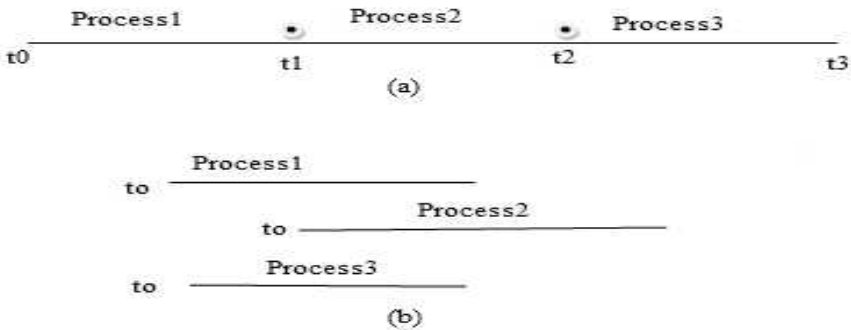 Process1 Process2 Process3
t0 t1 t2 t3
(a)
Process1
to
Process2
to
Process3
to
(b)